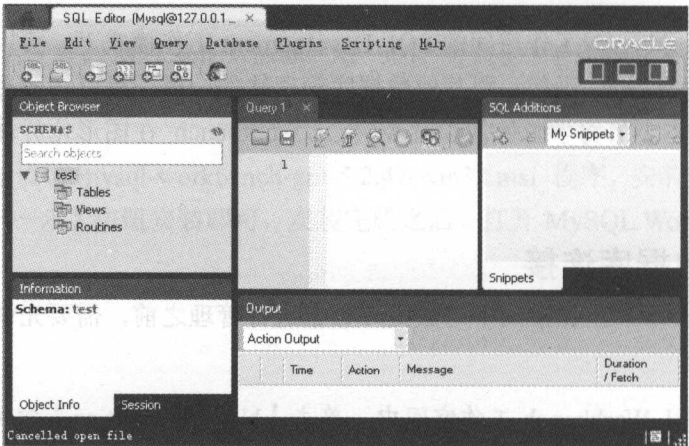 SQL Editor (Mysql@127.0.0.1... ×
File Edit View Query Database Plugins Scripting Help
ORACLE
Object Browser
SCHEMAS
Search objects
test
Tables
Views
Routines
Information
Schema: test
Object Info Session
Query 1 ×
1
SQL Additions
My Snippets
Snippets
Output
Action Output
Time Action Message Duration
/ Fetch
Cancelled open file